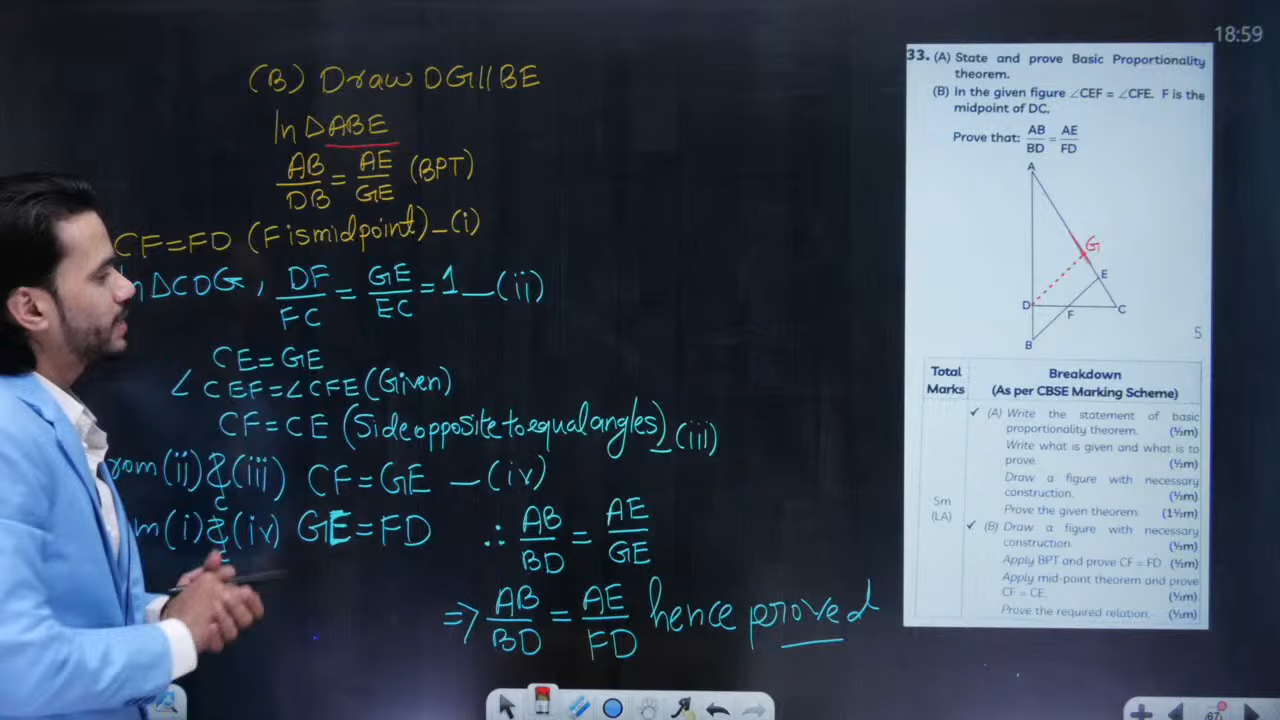 18:59
(B) Draw DG || BE
In △ABE
AB/DB = AE/GE (BPT)
CF = FD (F is midpoint) — (i)
In △CDG, DF/FC = GE/EC = 1 — (ii)
CE = GE
∠CEF = ∠CFE (Given)
CF = CE (Side opposite to equal angles) — (iii)
rom (ii) & (iii) CF = GE — (iv)
m (i) & (iv) GE = FD ∴ AB/BD = AE/GE
⇒ AB/BD = AE/FD hence proved
33. (A) State and prove Basic Proportionality
theorem.
(B) In the given figure ∠CEF = ∠CFE. F is the
midpoint of DC.
Prove that: AB/BD = AE/FD
A
G
E
D
F
C
B
5
Total
Marks
Breakdown
(As per CBSE Marking Scheme)
5m
(LA)
✓ (A) Write the statement of basic
proportionality theorem. (½m)
Write what is given and what is to
prove. (½m)
Draw a figure with necessary
construction. (½m)
Prove the given theorem. (1½m)
✓ (B) Draw a figure with necessary
construction. (½m)
Apply BPT and prove CF = FD. (½m)
Apply mid-point theorem and prove
CF = CE. (½m)
Prove the required relation. (½m)
67